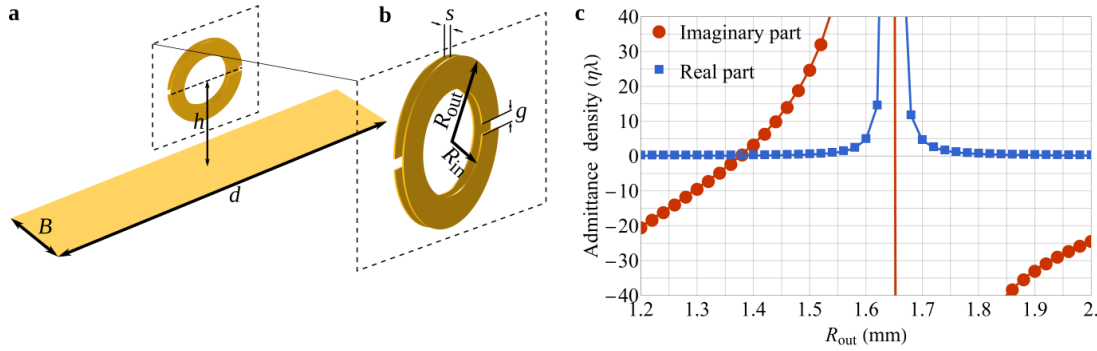 a
h
d
B
b
s
R_out
g
R_in
c
Admittance density (ηλ)
40
30
20
10
0
−10
−20
−30
−40
Imaginary part
Real part
1.2 1.3 1.4 1.5 1.6 1.7 1.8 1.9 2.
R_out (mm)